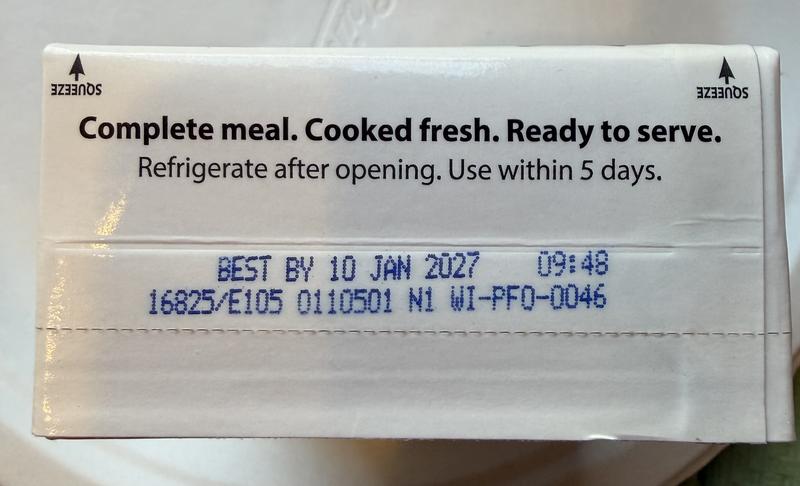 SQUEEZE SQUEEZE
Complete meal. Cooked fresh. Ready to serve.
Refrigerate after opening. Use within 5 days.
BEST BY 10 JAN 2027 09:48
16825/E105 0110501 N1 WI-PFO-0046